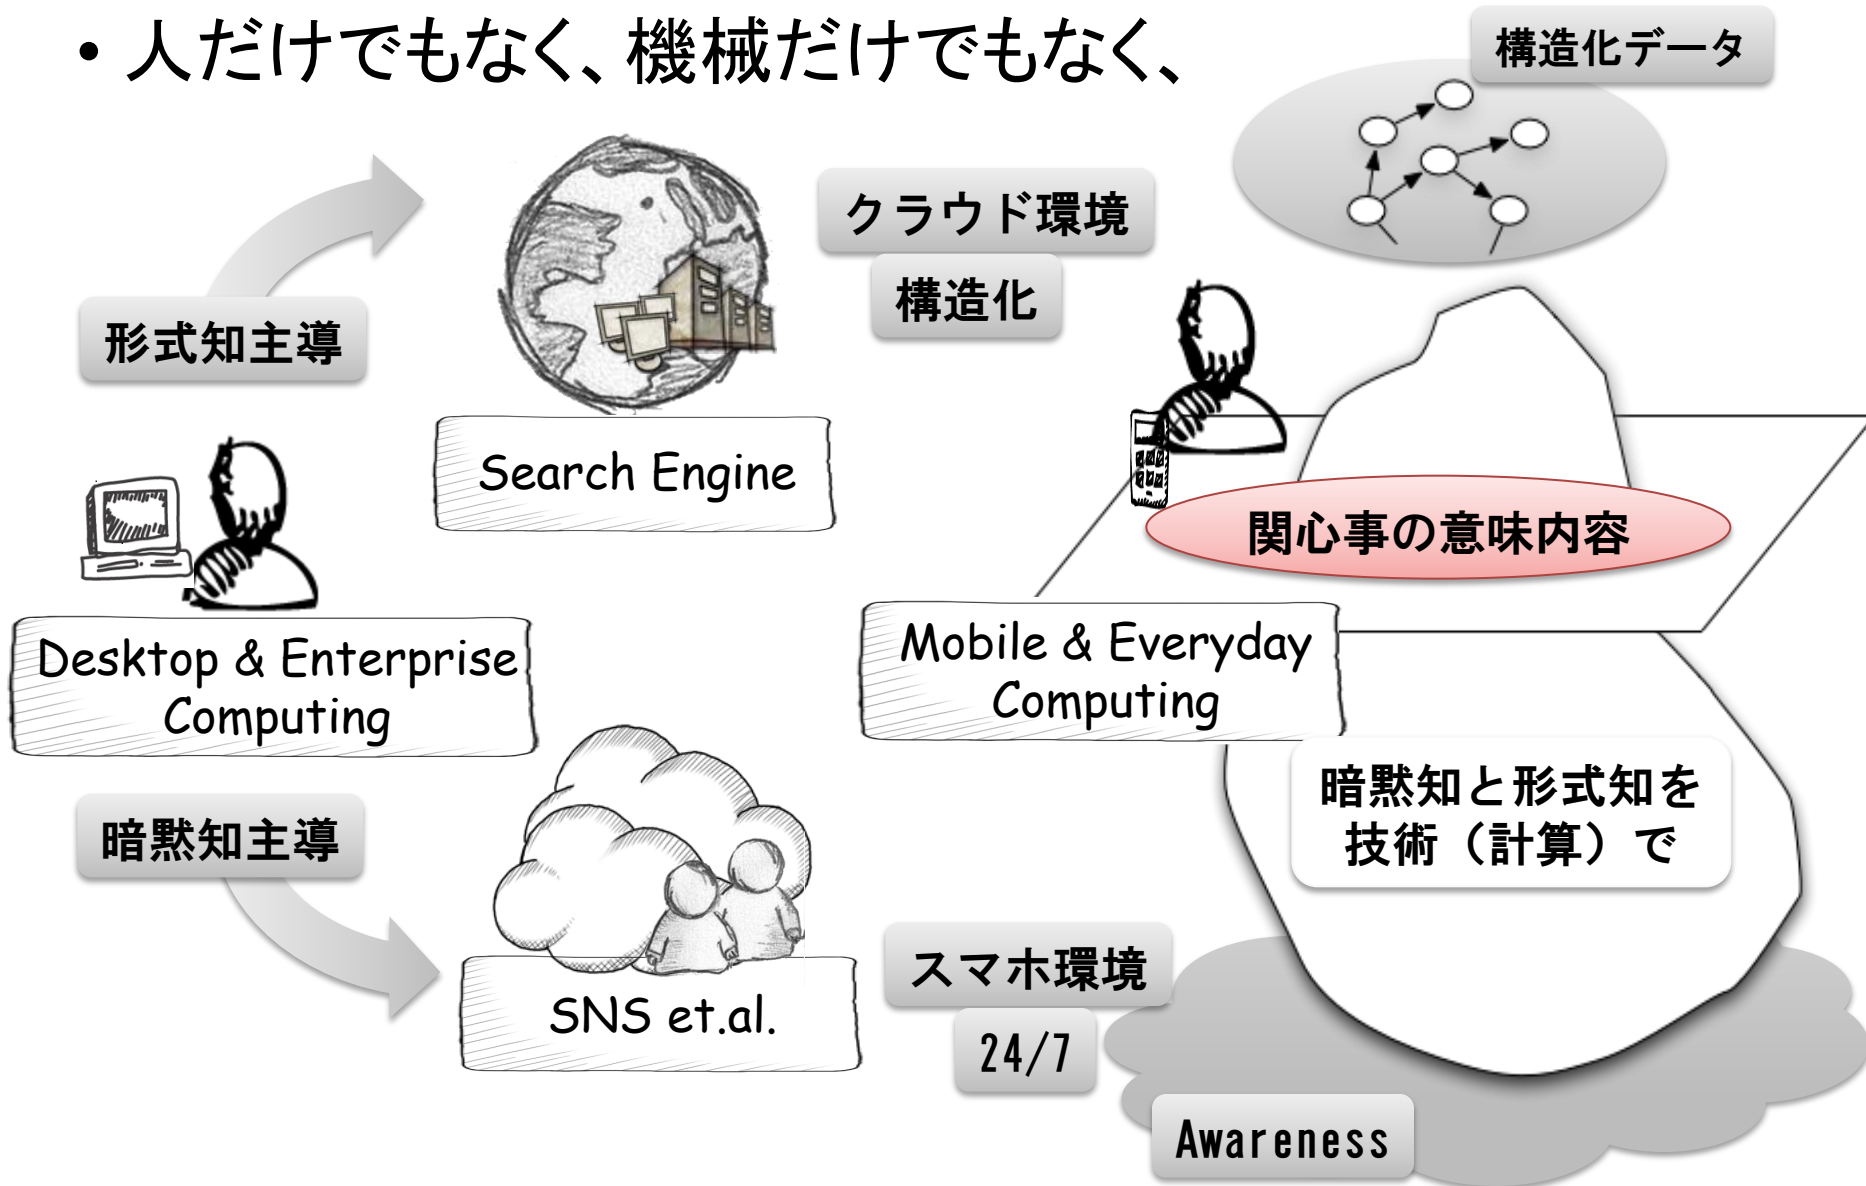 • 人だけでもなく、機械だけでもなく、
構造化データ
クラウド環境
構造化
形式知主導
Search Engine
関心事の意味内容
Desktop & Enterprise
Computing
Mobile & Everyday
Computing
暗黙知と形式知を
技術（計算）で
暗黙知主導
スマホ環境
SNS et.al.
24/7
Awareness